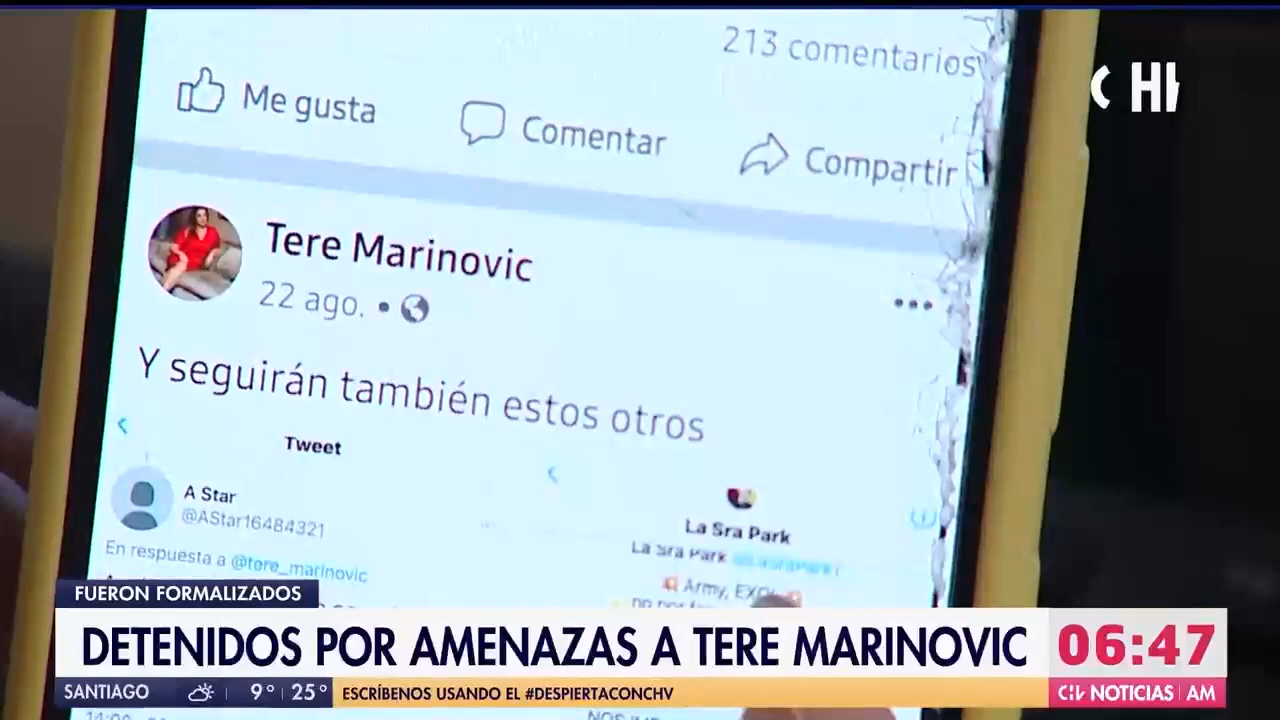 213 comentarios
Me gusta
Comentar
Compartir
Tere Marinovic
22 ago.
Y seguirán también estos otros
Tweet
A Star
@AStar16484321
En respuesta a @tere_marinovic
La Sra Park
La Sra Park
Army,
FUERON FORMALIZADOS
DETENIDOS POR AMENAZAS A TERE MARINOVIC
06:47
SANTIAGO
9° 25°
ESCRÍBENOS USANDO EL #DESPIERTACONCHV
NOTICIAS AM